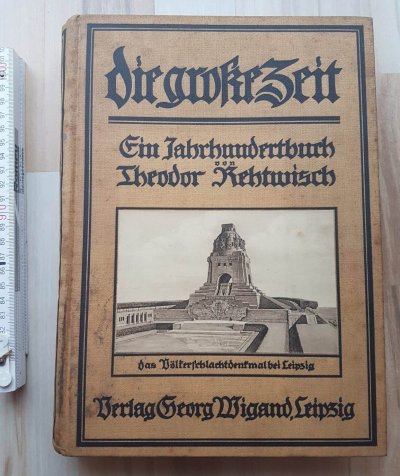 die große Zeit
Ein Jahrhundertbuch
von
Theodor Rehtwisch
das Völkerschlachtdenkmal bei Leipzig
Verlag Georg Wigand, Leipzig